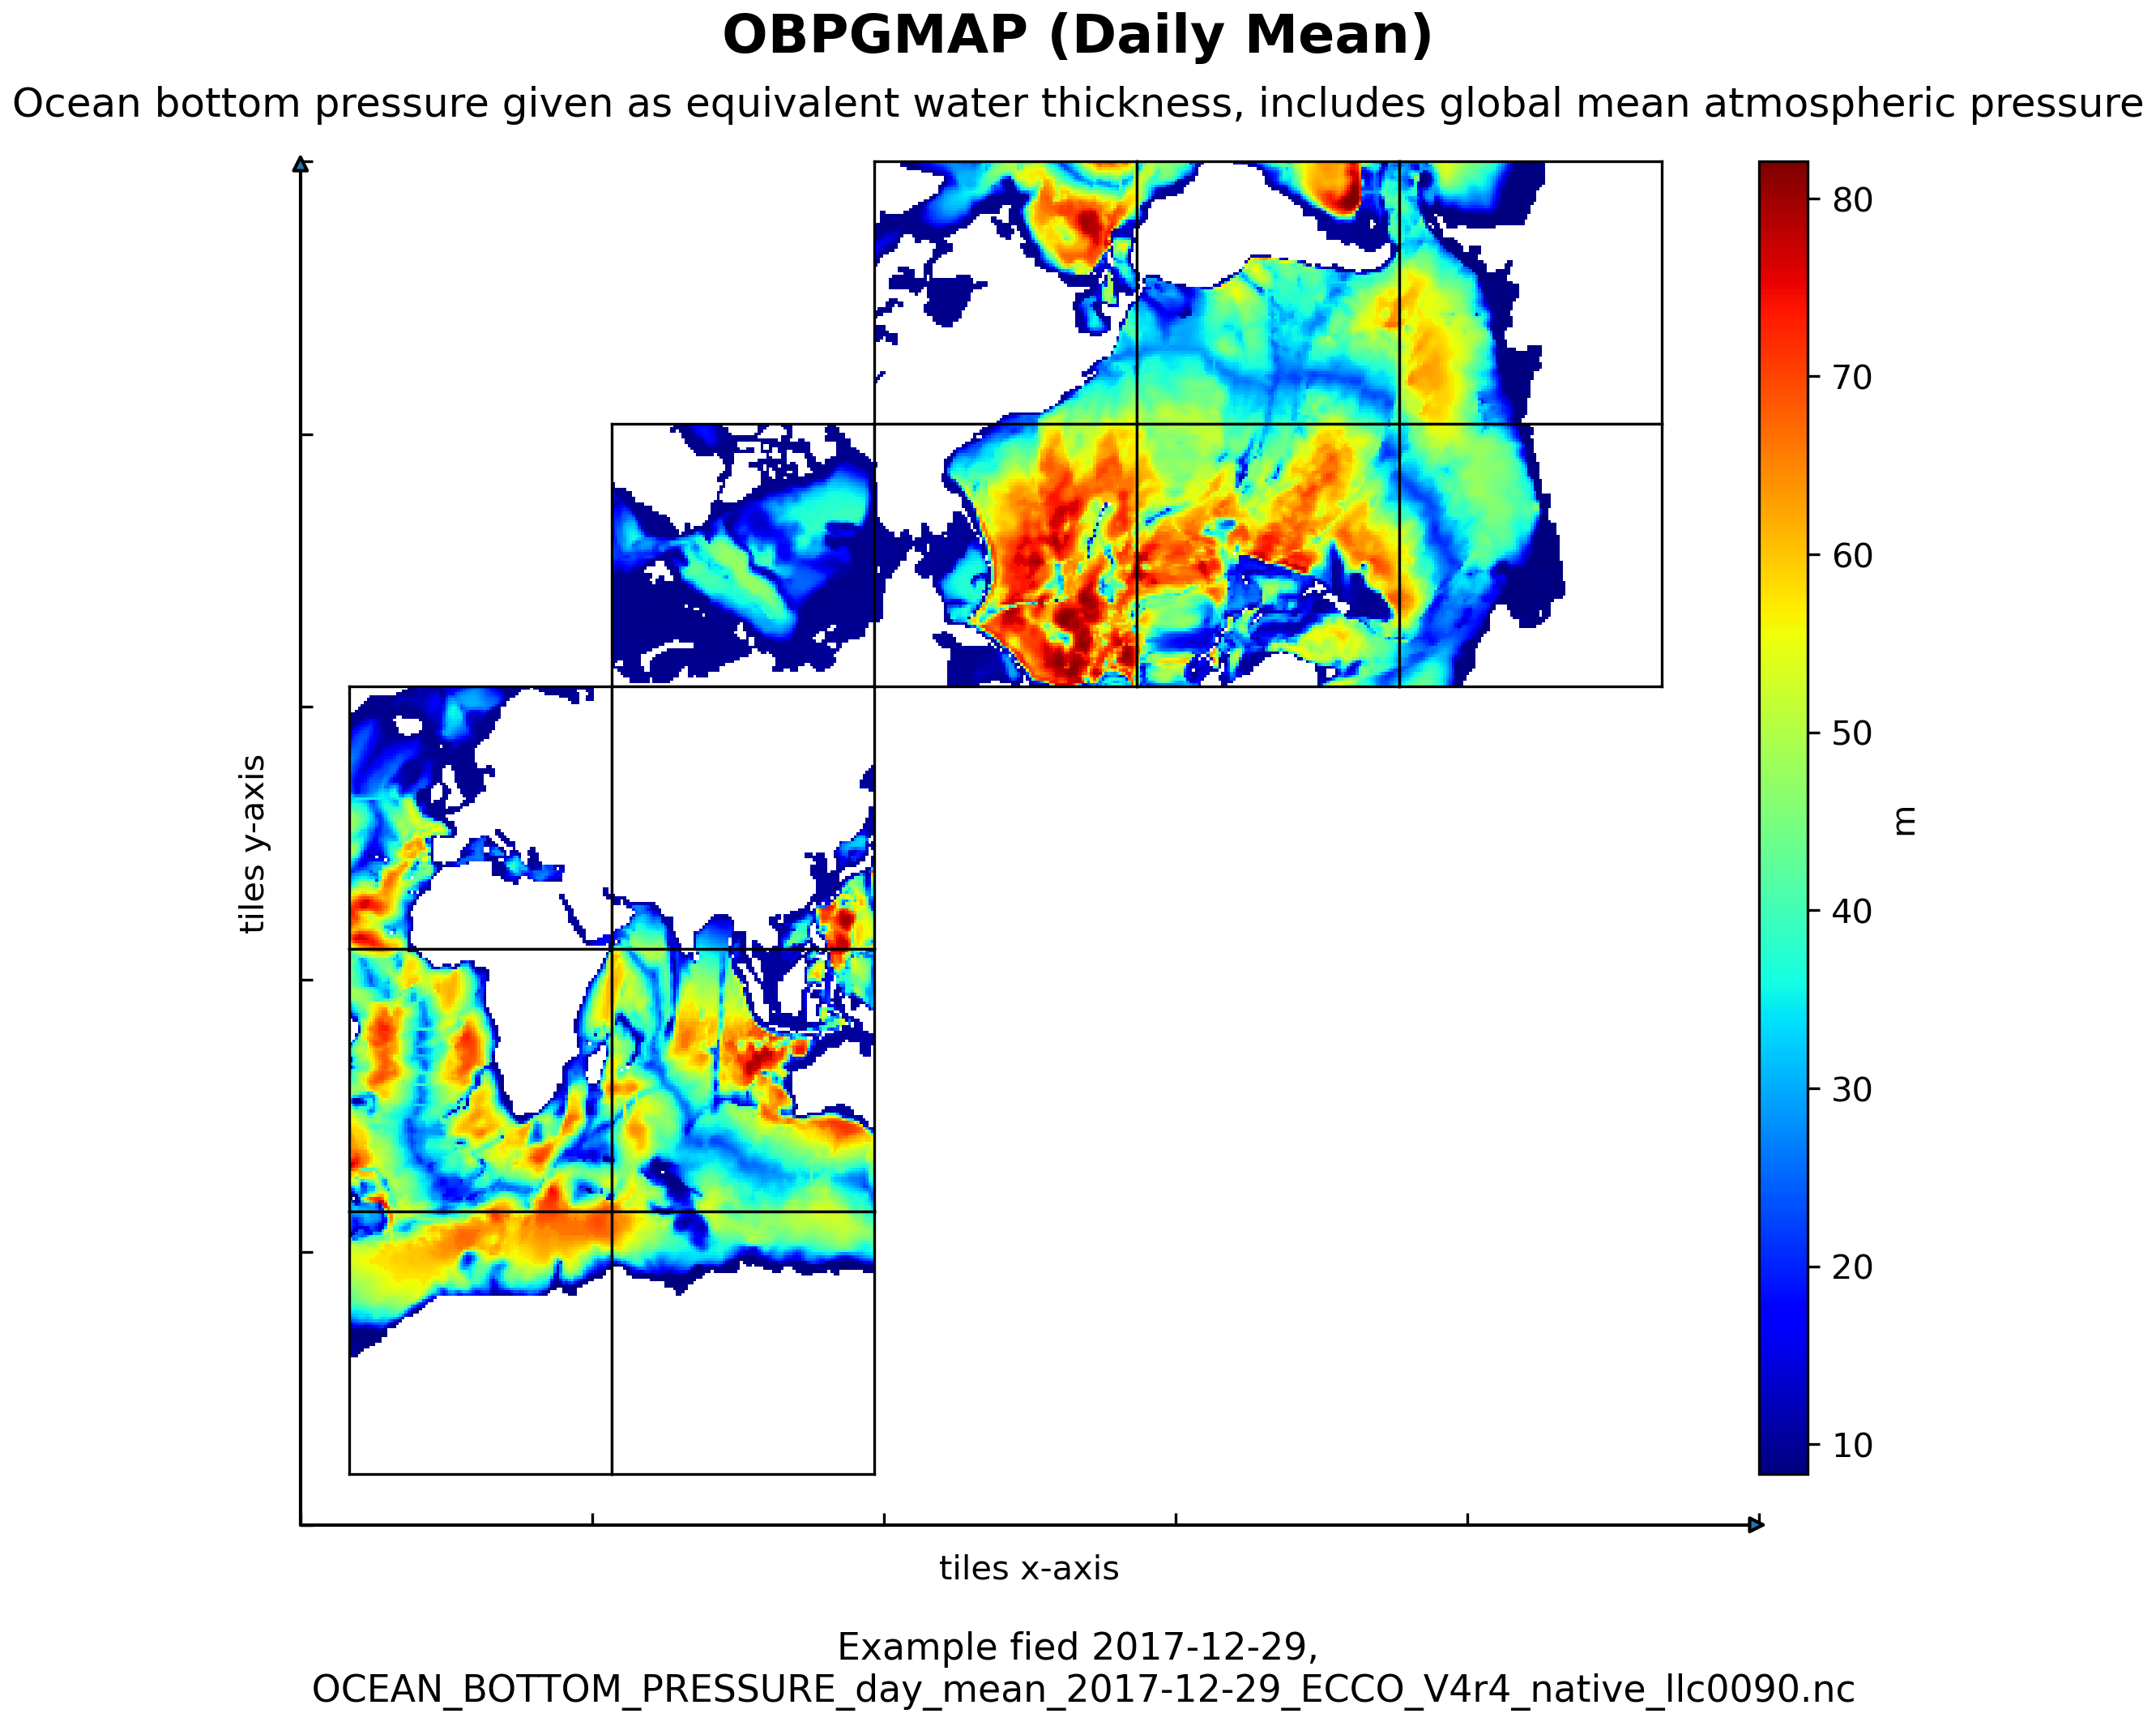 OBPGMAP (Daily Mean)
Ocean bottom pressure given as equivalent water thickness, includes global mean atmospheric pressure
80
70
60
50
40
30
20
10
m
tiles y-axis
tiles x-axis
Example fied 2017-12-29,
OCEAN_BOTTOM_PRESSURE_day_mean_2017-12-29_ECCO_V4r4_native_llc0090.nc